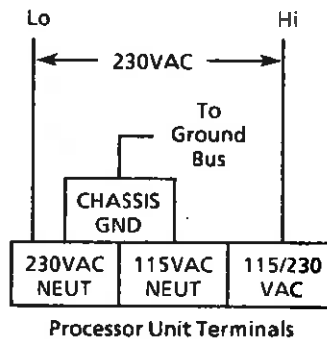 Lo Hi
230VAC
To
Ground
Bus
CHASSIS
GND
230VAC 115VAC 115/230
NEUT NEUT VAC
Processor Unit Terminals